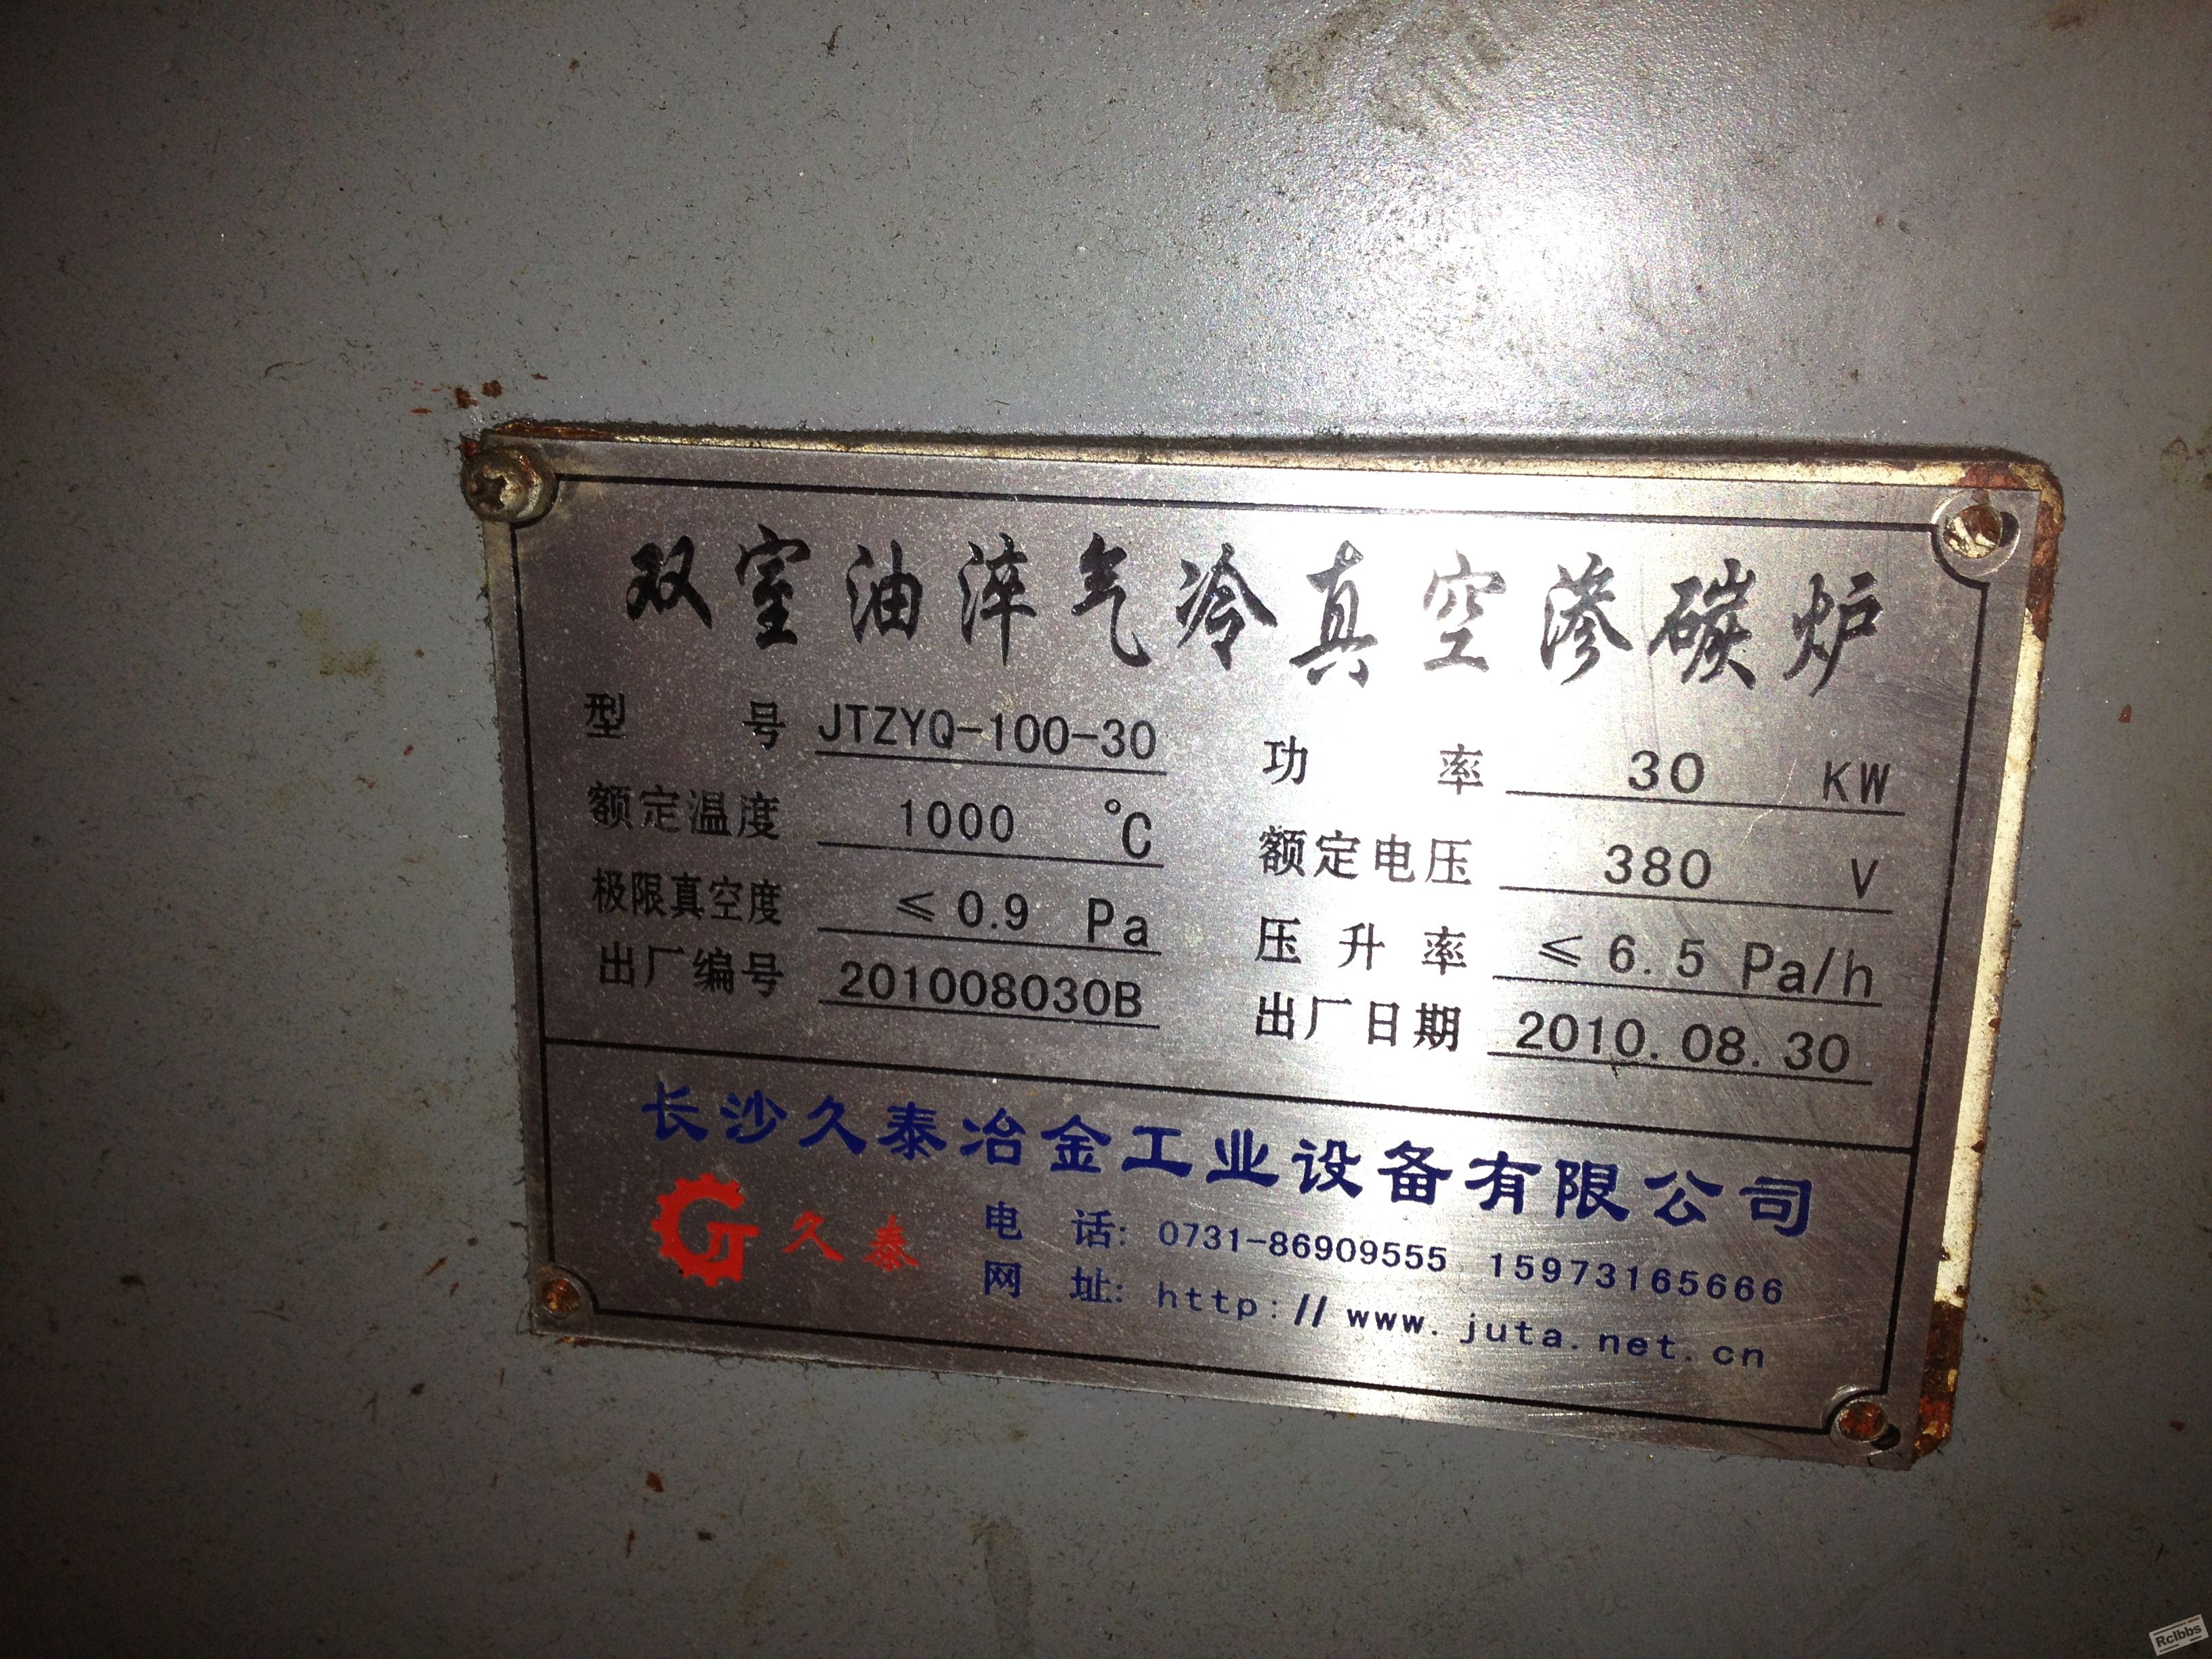 双室油淬气冷真空渗碳炉
型 号 JTZYQ-100-30 功 率 30 KW
额定温度 1000 ℃ 额定电压 380 V
极限真空度 ≤0.9 Pa 压升率 ≤6.5 Pa/h
出厂编号 201008030B 出厂日期 2010.08.30
长沙久泰冶金工业设备有限公司
久泰
电 话: 0731-86909555 15973165666
网 址: http://www.juta.net.cn
Rclbbs